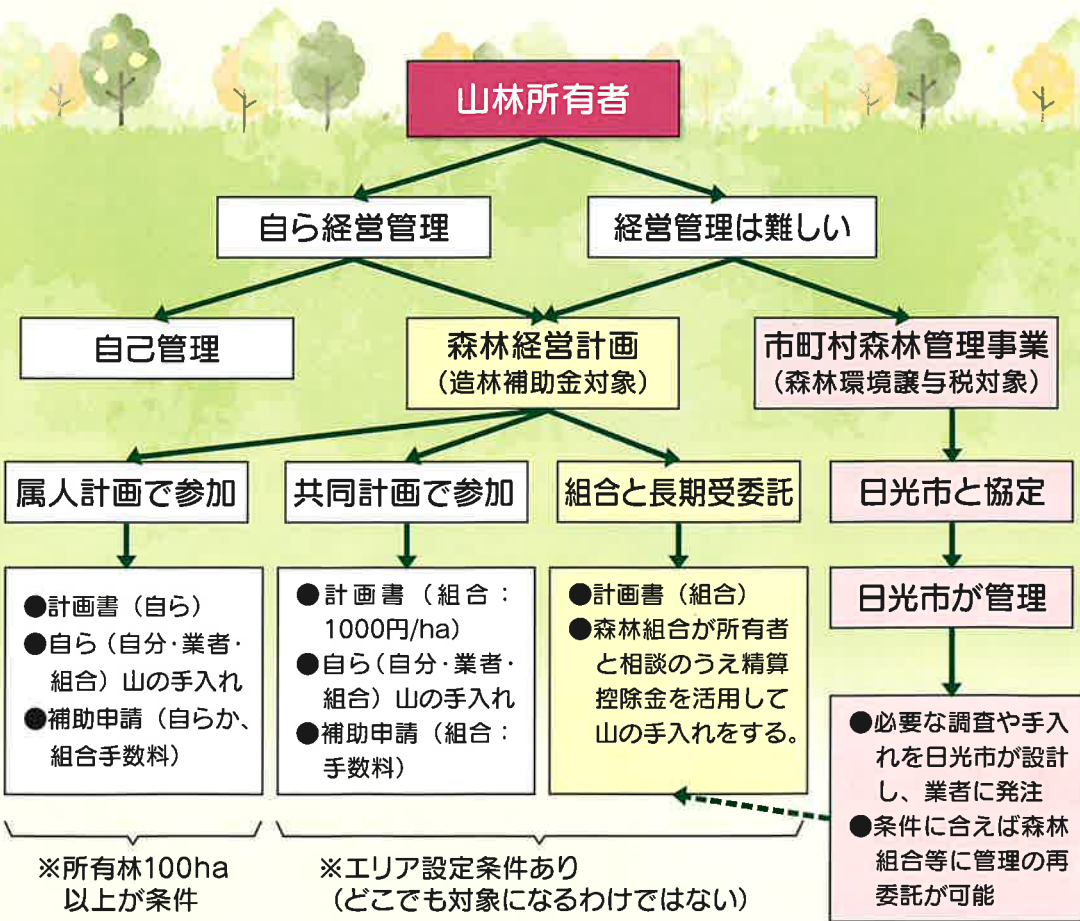 山林所有者
自ら経営管理
経営管理は難しい
自己管理
森林経営計画
（造林補助金対象）
市町村森林管理事業
（森林環境譲与税対象）
属人計画で参加
共同計画で参加
組合と長期受委託
日光市と協定
●計画書（自ら）
●自ら（自分・業者・
組合）山の手入れ
●補助申請（自らか、
組合手数料）
●計画書（組合：
1000円/ha）
●自ら（自分・業者・
組合）山の手入れ
●補助申請（組合：
手数料）
●計画書（組合）
●森林組合が所有者
と相談のうえ精算
控除金を活用して
山の手入れをする。
日光市が管理
●必要な調査や手入
れを日光市が設計
し、業者に発注
●条件に合えば森林
組合等に管理の再
委託が可能
※所有林100ha
以上が条件
※エリア設定条件あり
（どこでも対象になるわけではない）